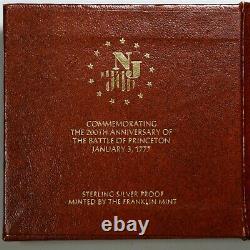 NJ
COMMEMORATING
THE 200TH ANNIVERSARY OF
THE BATTLE OF PRINCETON
JANUARY 3, 1777
STERLING SILVER PROOF
MINTED BY THE FRANKLIN MINT